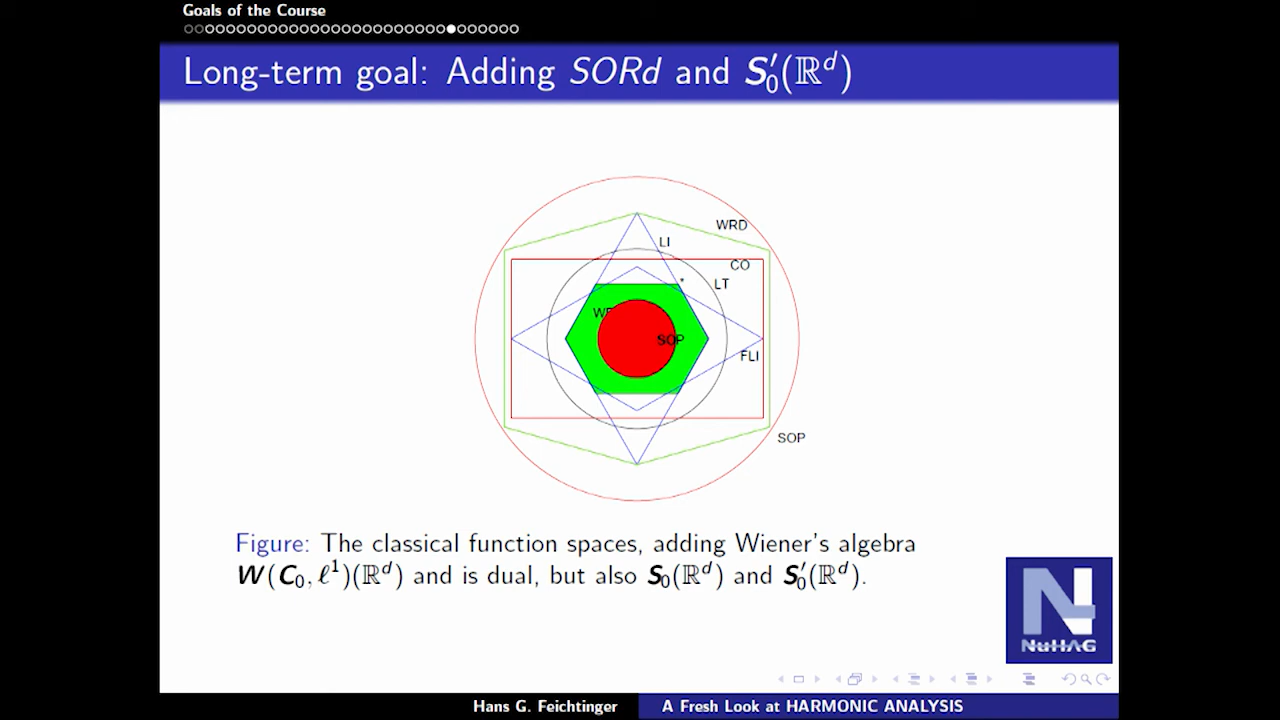 Goals of the Course
Long-term goal: Adding SORd and S₀′(ℝᵈ)
WRD
LI
CO
LT
*
SOP
FLI
SOP
Figure: The classical function spaces, adding Wiener's algebra
W(C₀, ℓ¹)(ℝᵈ) and is dual, but also S₀(ℝᵈ) and S₀′(ℝᵈ).
NuHAG
Hans G. Feichtinger
A Fresh Look at HARMONIC ANALYSIS